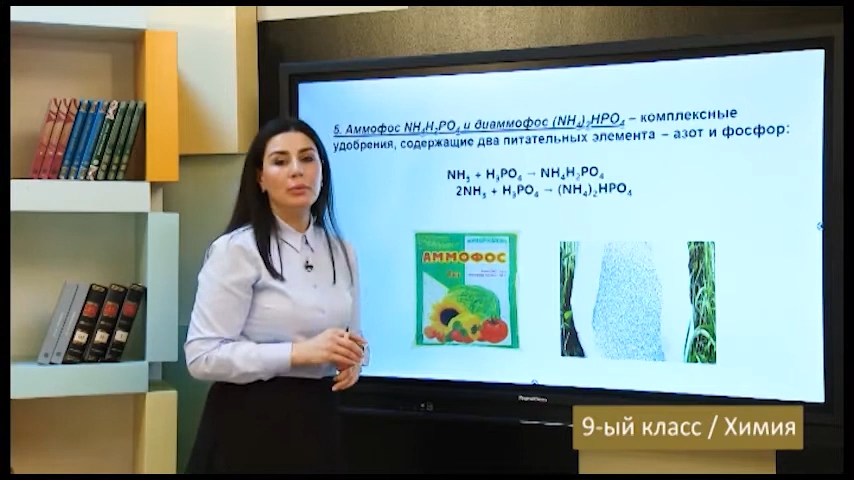 5. Аммофос NH₄H₂PO₄ и диаммофос (NH₄)₂HPO₄ – комплексные
удобрения, содержащие два питательных элемента – азот и фосфор:
NH₃ + H₃PO₄ → NH₄H₂PO₄
2NH₃ + H₃PO₄ → (NH₄)₂HPO₄
АММОФОС
9-ый класс / Химия